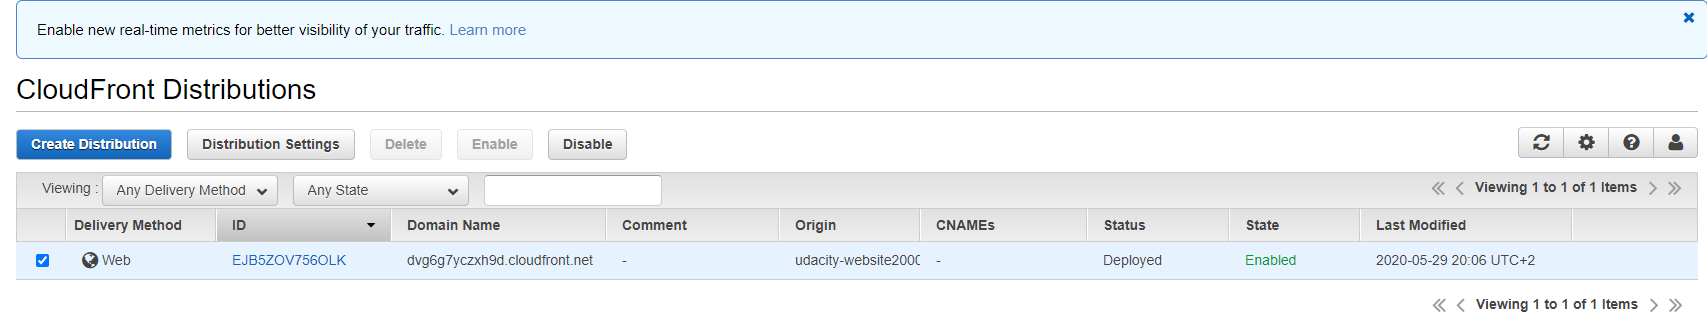 Enable new real-time metrics for better visibility of your traffic. Learn more
CloudFront Distributions
Create Distribution Distribution Settings Delete Enable Disable
Viewing : Any Delivery Method Any State Viewing 1 to 1 of 1 Items
Delivery Method ID Domain Name Comment Origin CNAMEs Status State Last Modified
Web EJB5ZOV756OLK dvg6g7yczxh9d.cloudfront.net - udacity-website2000 - Deployed Enabled 2020-05-29 20:06 UTC+2
Viewing 1 to 1 of 1 Items